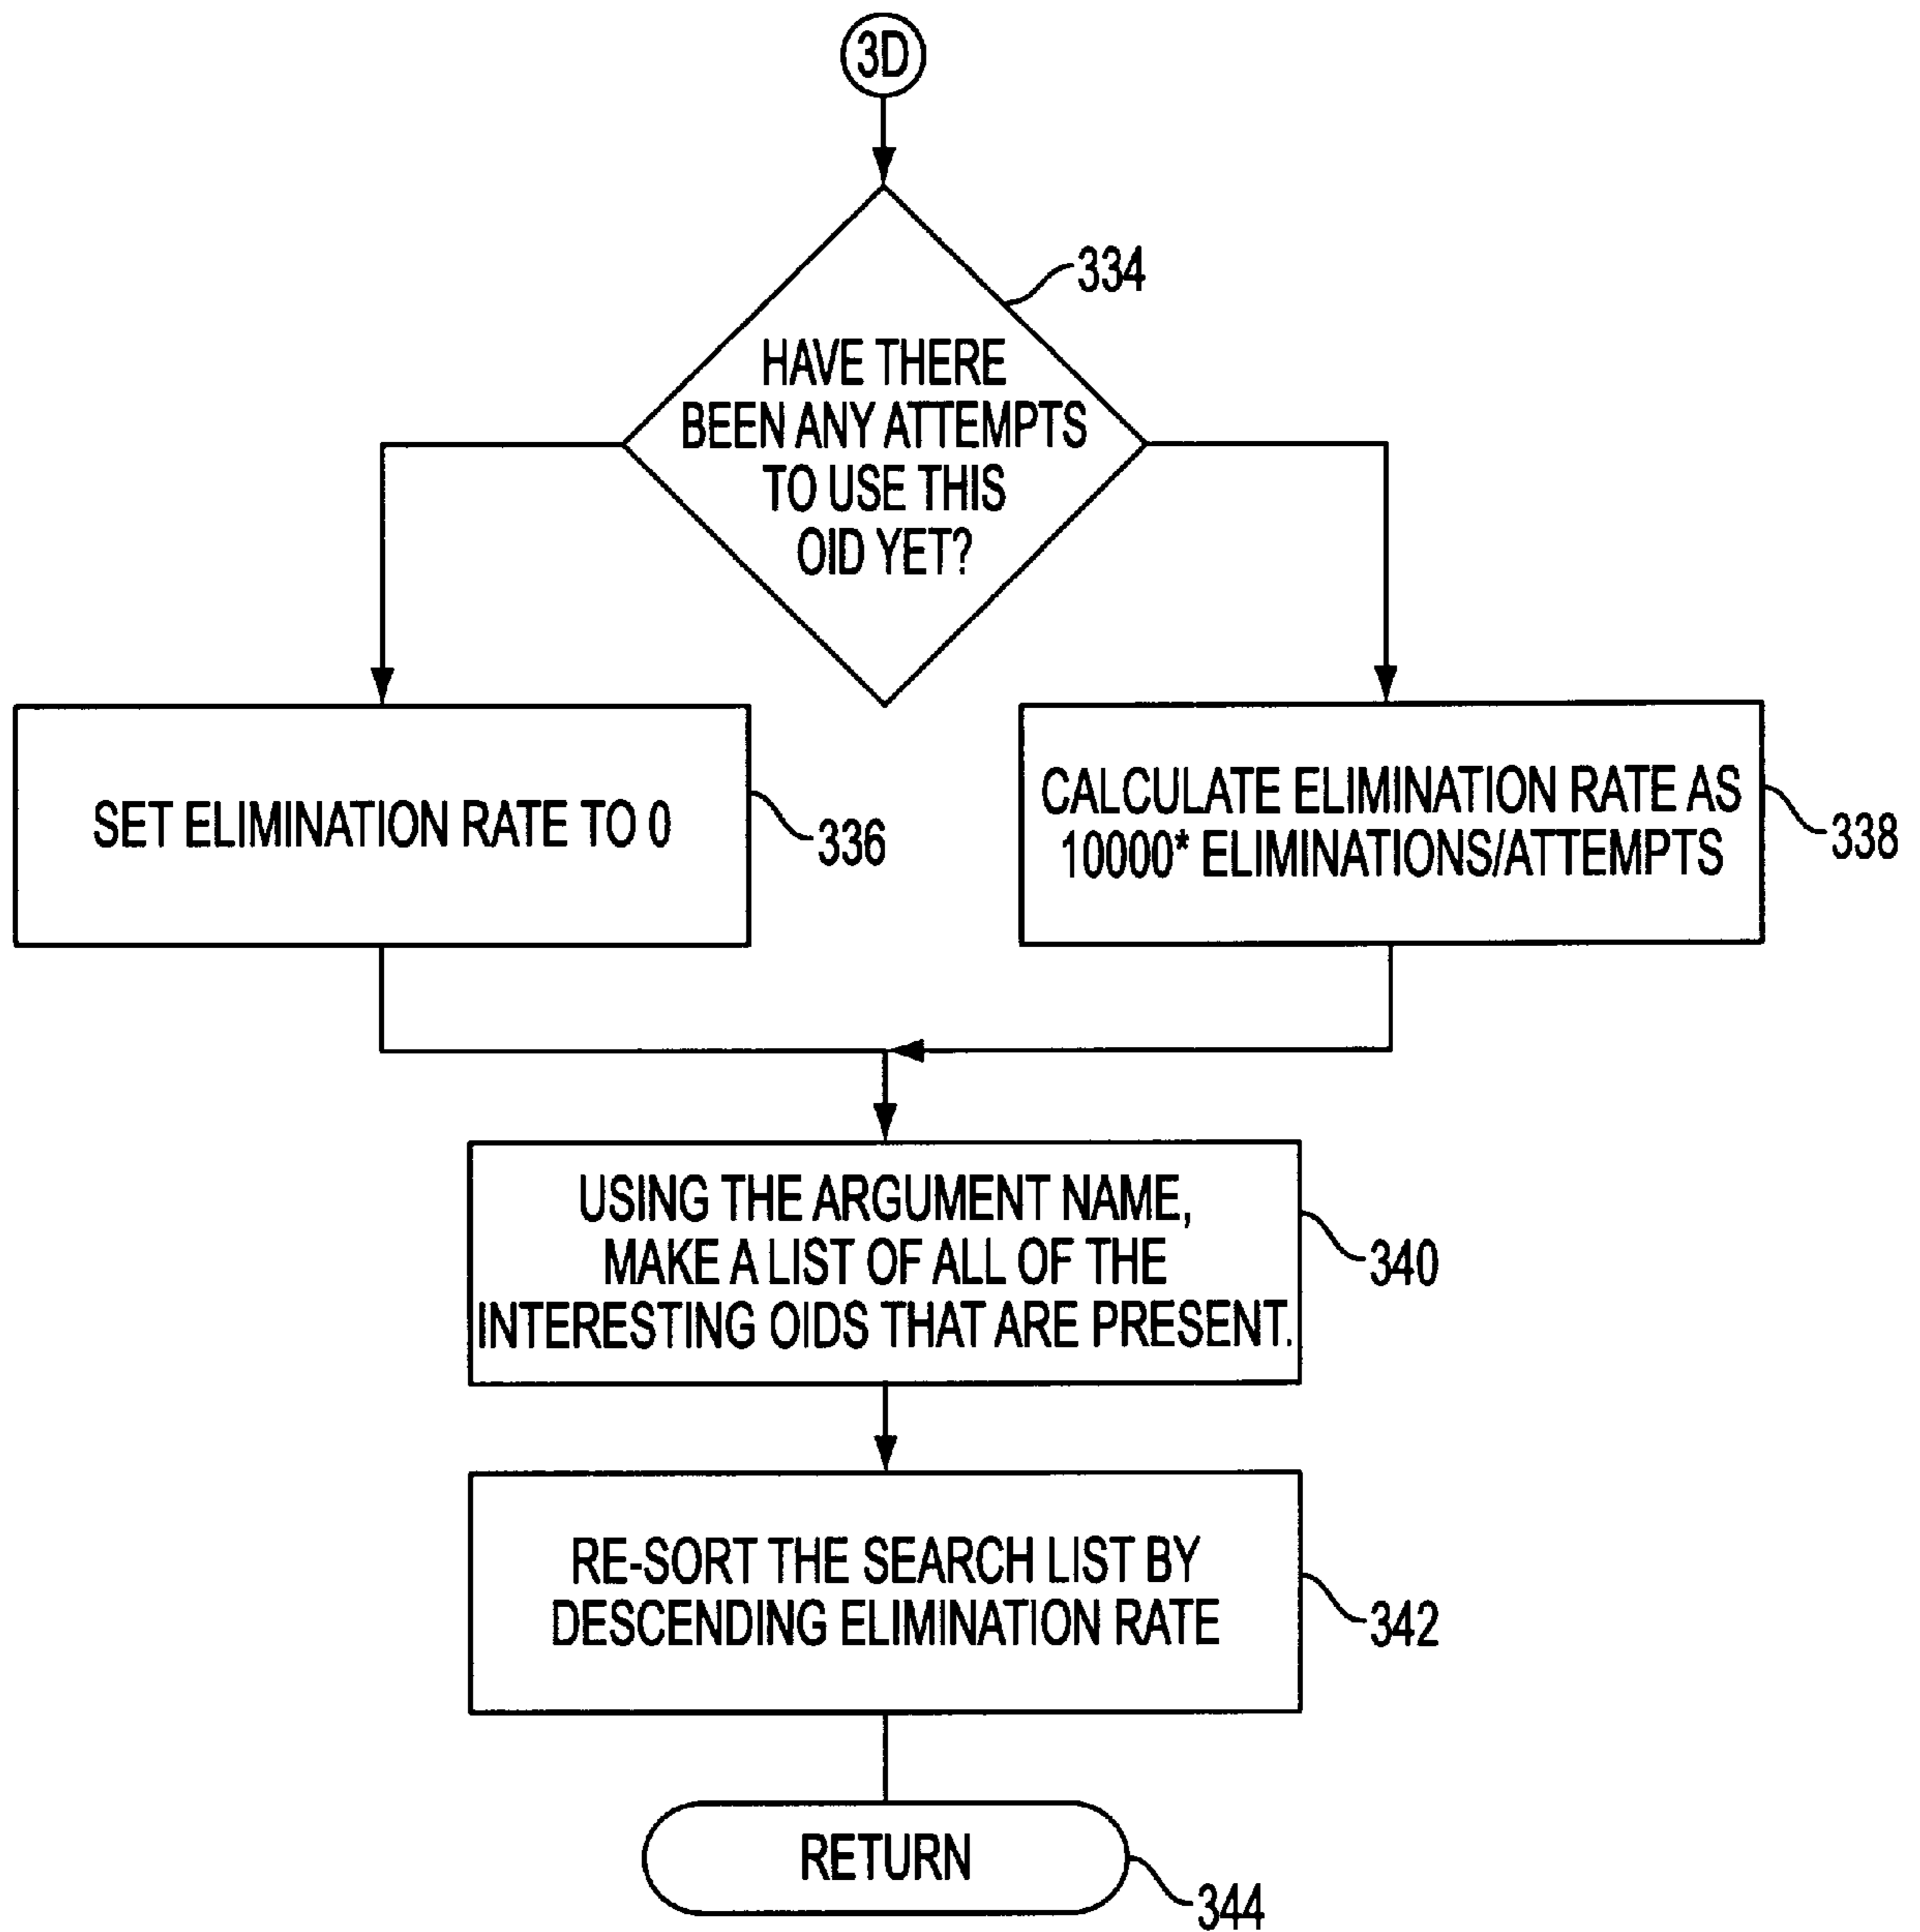 3D
334
HAVE THERE
BEEN ANY ATTEMPTS
TO USE THIS
OID YET?
SET ELIMINATION RATE TO 0
336
CALCULATE ELIMINATION RATE AS
10000* ELIMINATIONS/ATTEMPTS
338
USING THE ARGUMENT NAME,
MAKE A LIST OF ALL OF THE
INTERESTING OIDS THAT ARE PRESENT.
340
RE-SORT THE SEARCH LIST BY
DESCENDING ELIMINATION RATE
342
RETURN
344